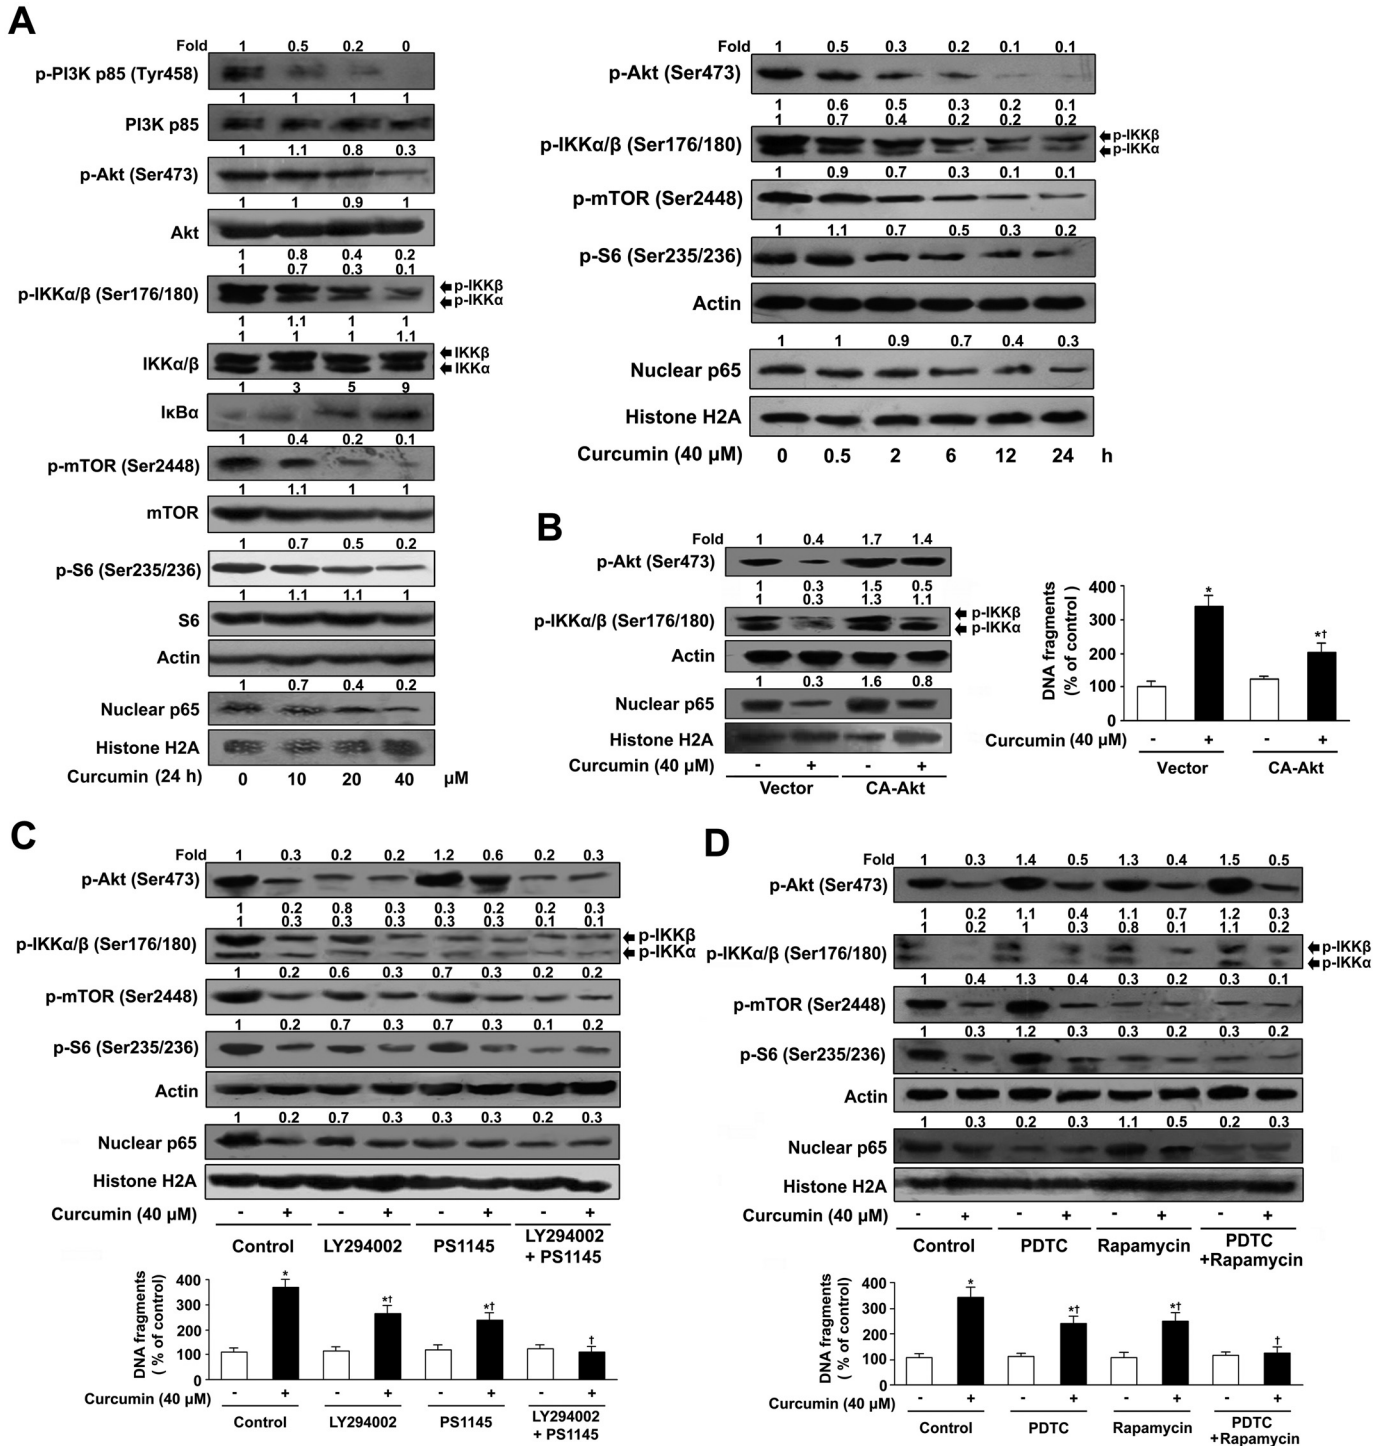 A
Fold 1 0.5 0.2 0
p-PI3K p85 (Tyr458)
1 1 1 1
PI3K p85
1 1.1 0.8 0.3
p-Akt (Ser473)
1 1 0.9 1
Akt
1 0.8 0.4 0.2
1 0.7 0.3 0.1
p-IKKα/β (Ser176/180)
p-IKKβ
p-IKKα
1 1.1 1 1
1 1 1 1.1
IKKα/β
IKKβ
IKKα
1 3 5 9
IκBα
1 0.4 0.2 0.1
p-mTOR (Ser2448)
1 1.1 1 1
mTOR
1 0.7 0.5 0.2
p-S6 (Ser235/236)
1 1.1 1.1 1
S6
Actin
1 0.7 0.4 0.2
Nuclear p65
Histone H2A
Curcumin (24 h) 0 10 20 40 μM
Fold 1 0.5 0.3 0.2 0.1 0.1
p-Akt (Ser473)
1 0.6 0.5 0.3 0.2 0.1
1 0.7 0.4 0.2 0.2 0.2
p-IKKα/β (Ser176/180)
p-IKKβ
p-IKKα
1 0.9 0.7 0.3 0.1 0.1
p-mTOR (Ser2448)
1 1.1 0.7 0.5 0.3 0.2
p-S6 (Ser235/236)
Actin
1 1 0.9 0.7 0.4 0.3
Nuclear p65
Histone H2A
Curcumin (40 μM) 0 0.5 2 6 12 24 h
B
Fold 1 0.4 1.7 1.4
p-Akt (Ser473)
1 0.3 1.5 0.5
1 0.3 1.3 1.1
p-IKKα/β (Ser176/180)
p-IKKβ
p-IKKα
Actin
1 0.3 1.6 0.8
Nuclear p65
Histone H2A
Curcumin (40 μM) - + - +
Vector CA-Akt
DNA fragments
(% of control )
400
300
200
100
0
*
*†
Curcumin (40 μM) - + - +
Vector CA-Akt
C
Fold 1 0.3 0.2 0.2 1.2 0.6 0.2 0.3
p-Akt (Ser473)
1 0.2 0.8 0.3 0.3 0.2 0.2 0.3
1 0.3 0.3 0.3 0.3 0.3 0.1 0.1
p-IKKα/β (Ser176/180)
p-IKKβ
p-IKKα
1 0.2 0.6 0.3 0.7 0.3 0.2 0.2
p-mTOR (Ser2448)
1 0.2 0.7 0.3 0.7 0.3 0.1 0.2
p-S6 (Ser235/236)
Actin
1 0.2 0.7 0.3 0.3 0.3 0.2 0.3
Nuclear p65
Histone H2A
Curcumin (40 μM) - + - + - + - +
Control LY294002 PS1145 LY294002
+ PS1145
DNA fragments
( % of control)
400
300
200
100
0
*
*†
*†
†
Curcumin (40 μM) - + - + - + - +
Control LY294002 PS1145 LY294002
+ PS1145
D
Fold 1 0.3 1.4 0.5 1.3 0.4 1.5 0.5
p-Akt (Ser473)
1 0.2 1.1 0.4 1.1 0.7 1.2 0.3
1 0.2 1 0.3 0.8 0.1 1.1 0.2
p-IKKα/β (Ser176/180)
p-IKKβ
p-IKKα
1 0.4 1.3 0.4 0.3 0.2 0.3 0.1
p-mTOR (Ser2448)
1 0.3 1.2 0.3 0.3 0.2 0.3 0.2
p-S6 (Ser235/236)
Actin
1 0.3 0.2 0.3 1.1 0.5 0.2 0.3
Nuclear p65
Histone H2A
Curcumin (40 μM) - + - + - + - +
Control PDTC Rapamycin PDTC
+Rapamycin
DNA fragments
( % of control)
400
300
200
100
0
*
*†
*†
†
Curcumin (40 μM) - + - + - + - +
Control PDTC Rapamycin PDTC
+Rapamycin